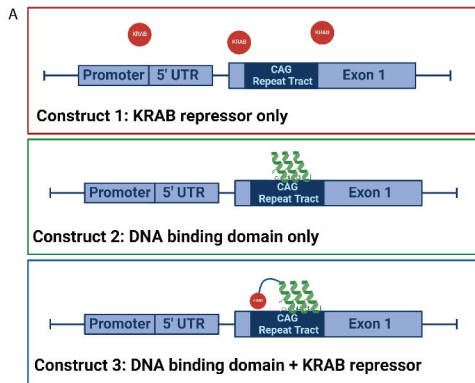 A
KRAB
KRAB
KRAB
Promoter 5' UTR CAG Repeat Tract Exon 1
Construct 1: KRAB repressor only
Promoter 5' UTR CAG Repeat Tract Exon 1
Construct 2: DNA binding domain only
KRAB
Promoter 5' UTR CAG Repeat Tract Exon 1
Construct 3: DNA binding domain + KRAB repressor